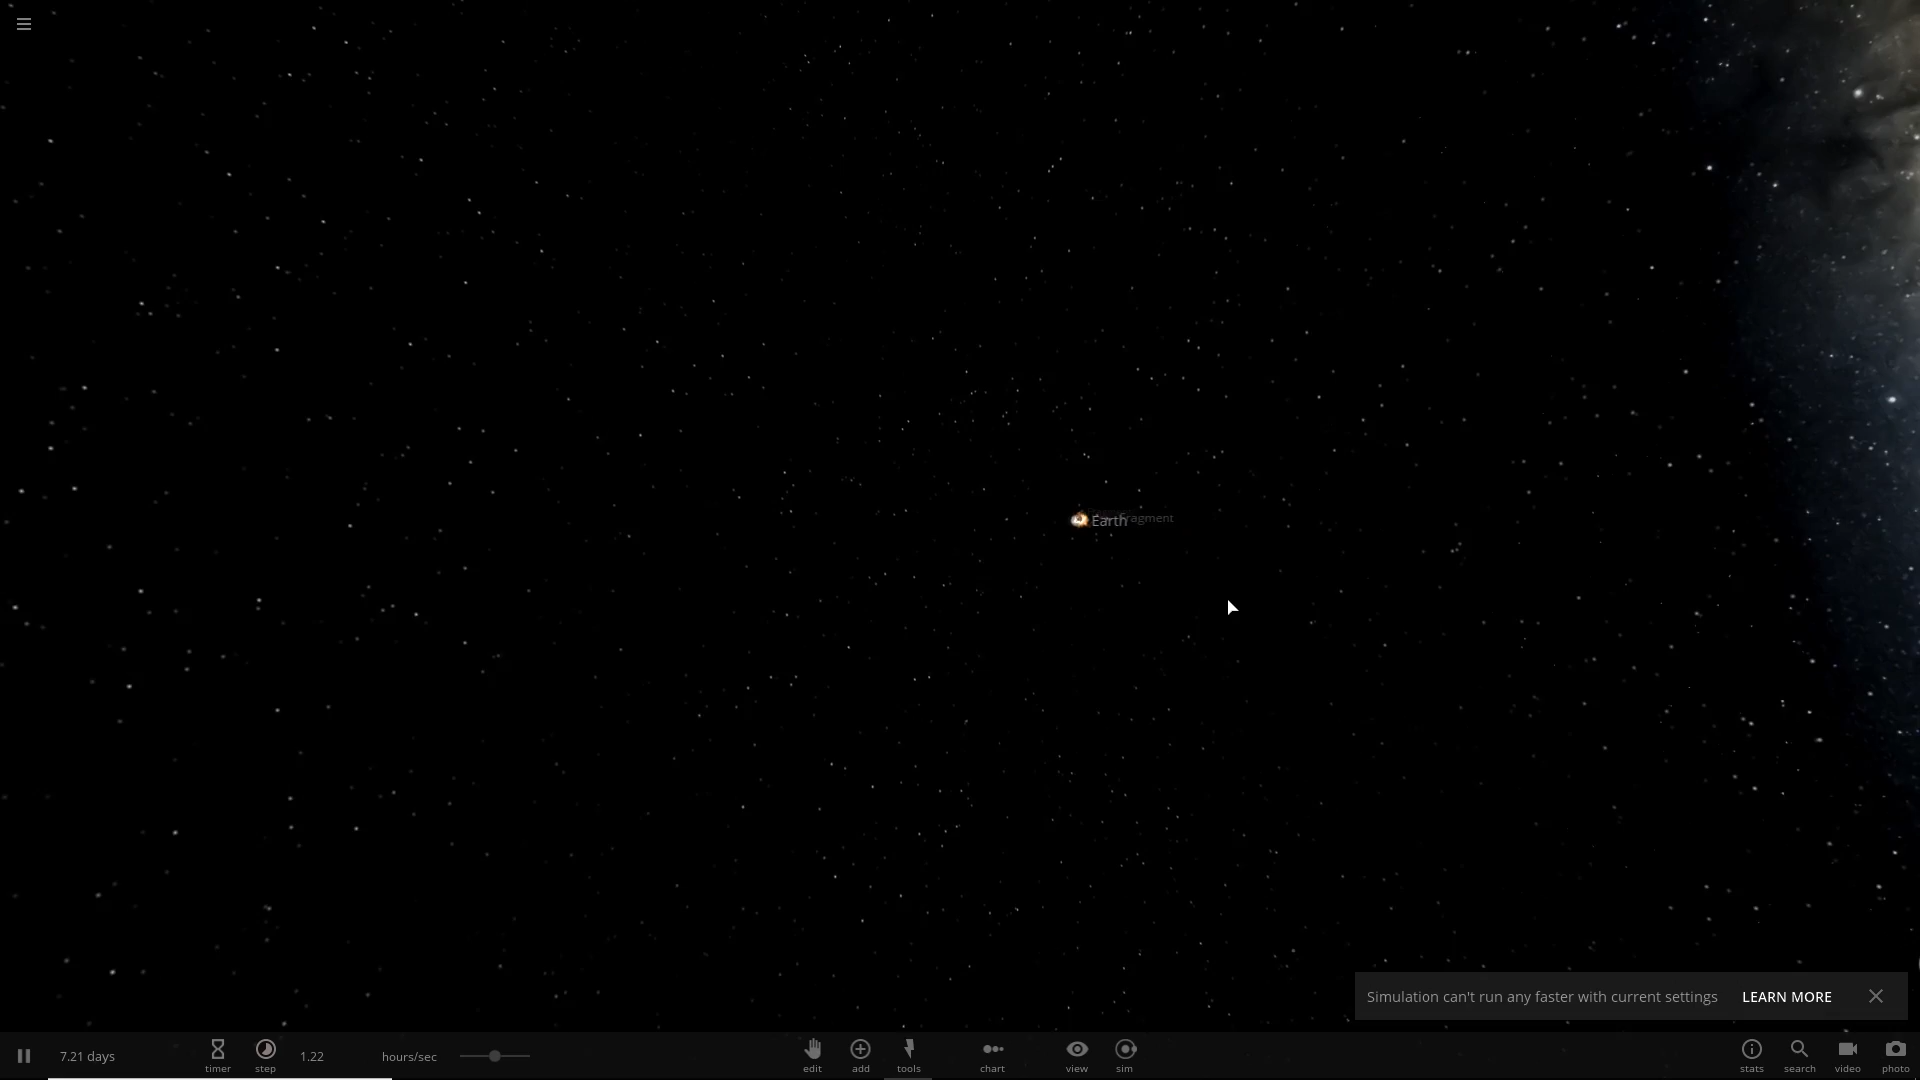 Earth
Fragment
Simulation can't run any faster with current settings LEARN MORE
7.21 days
timer
step
1.22
hours/sec
edit
add
tools
chart
view
sim
stats
search
video
photo